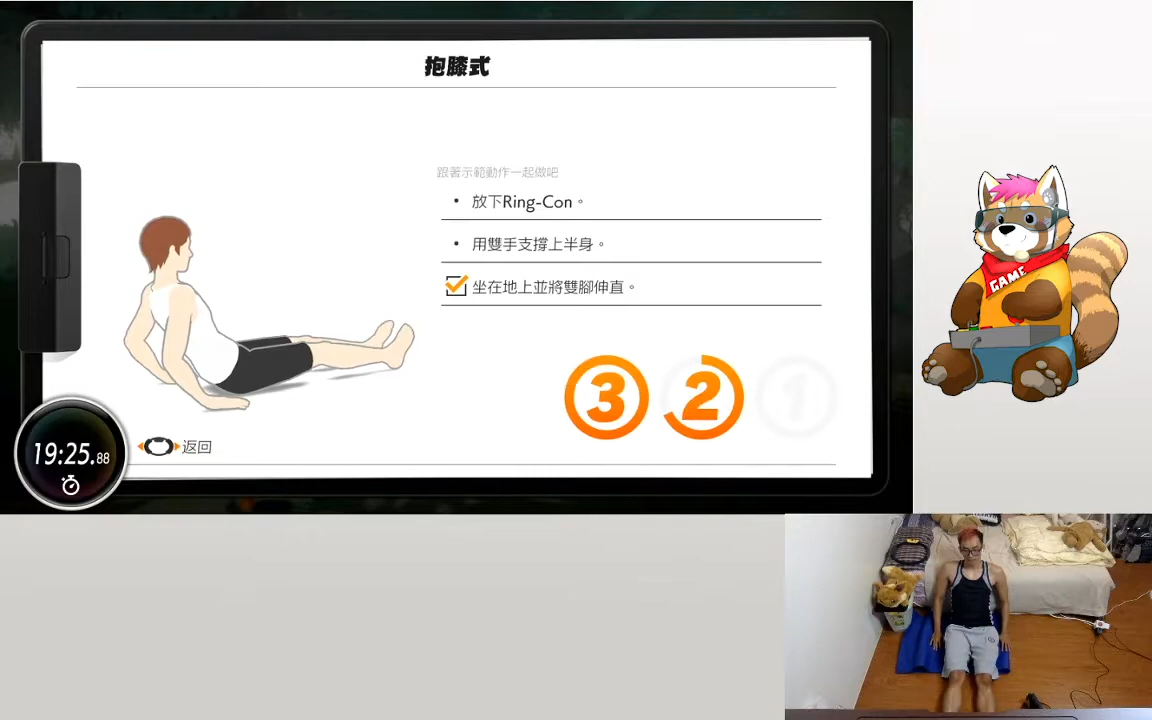 抱膝式
跟著示範動作一起做吧
• 放下Ring-Con。
• 用雙手支撐上半身。
坐在地上並將雙腳伸直。
3 2 1
返回
19:25.88
GAME